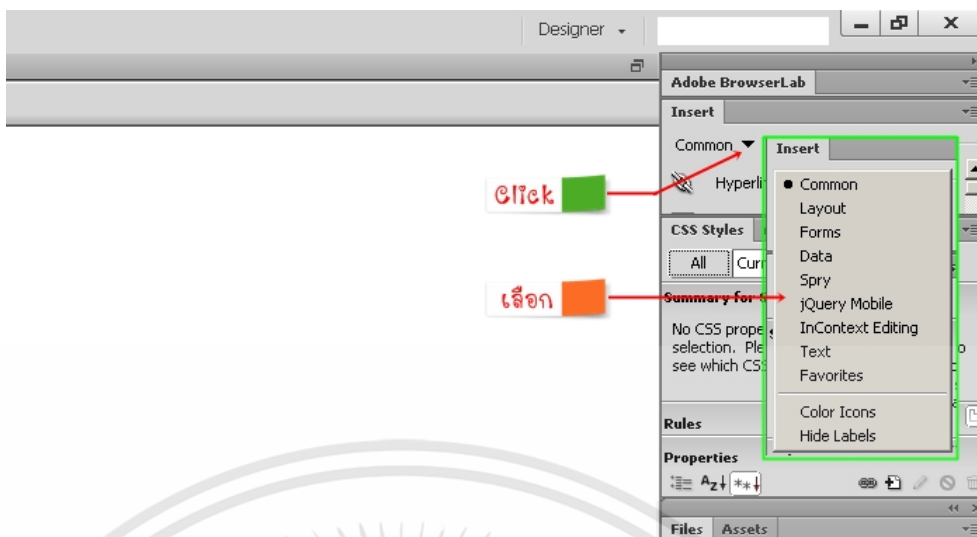 Designer
Adobe BrowserLab
Insert
Common
Insert
Click
Hyperli
Common
Layout
CSS Styles
Forms
All
Curr
Data
Spry
เลือก
Summary for S
jQuery Mobile
No CSS prope
InContext Editing
selection. Ple
Text
see which CSS
Favorites
Color Icons
Rules
Hide Labels
Properties
Files
Assets